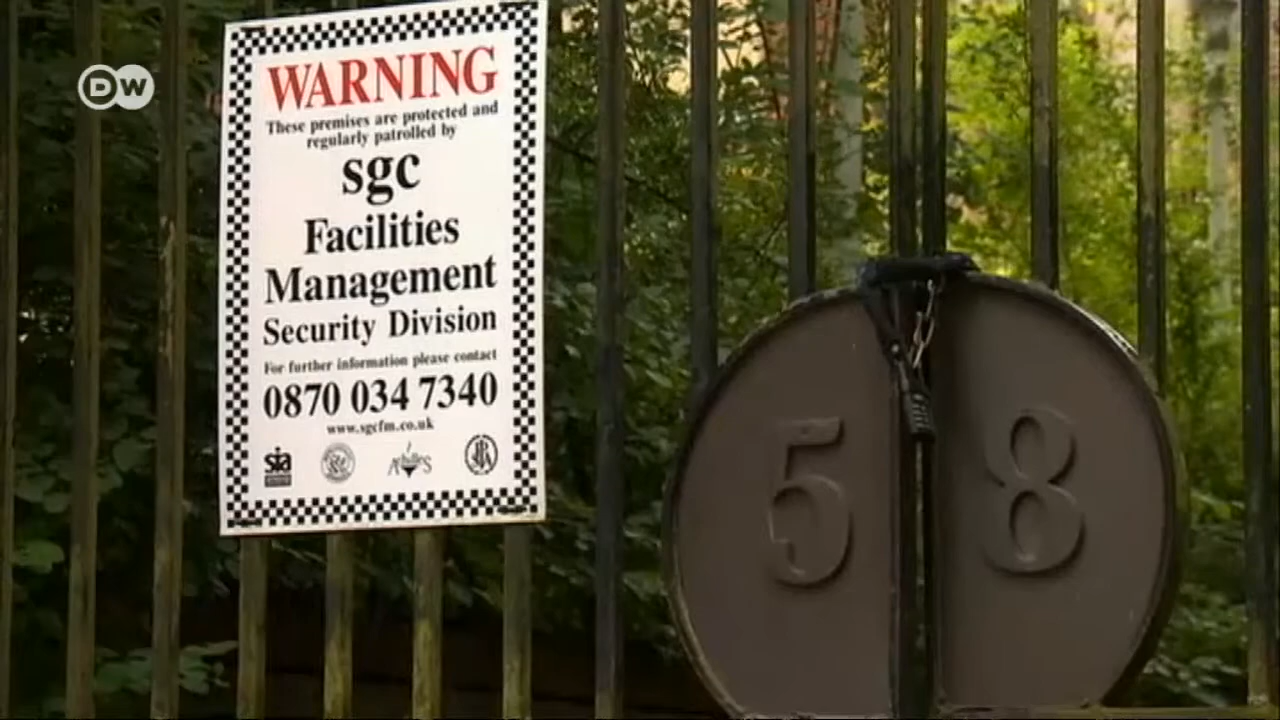 DW
WARNING
These premises are protected and
regularly patrolled by
sgc
Facilities
Management
Security Division
For further information please contact
0870 034 7340
www.sgcfm.co.uk
sia
Achilles
5 8